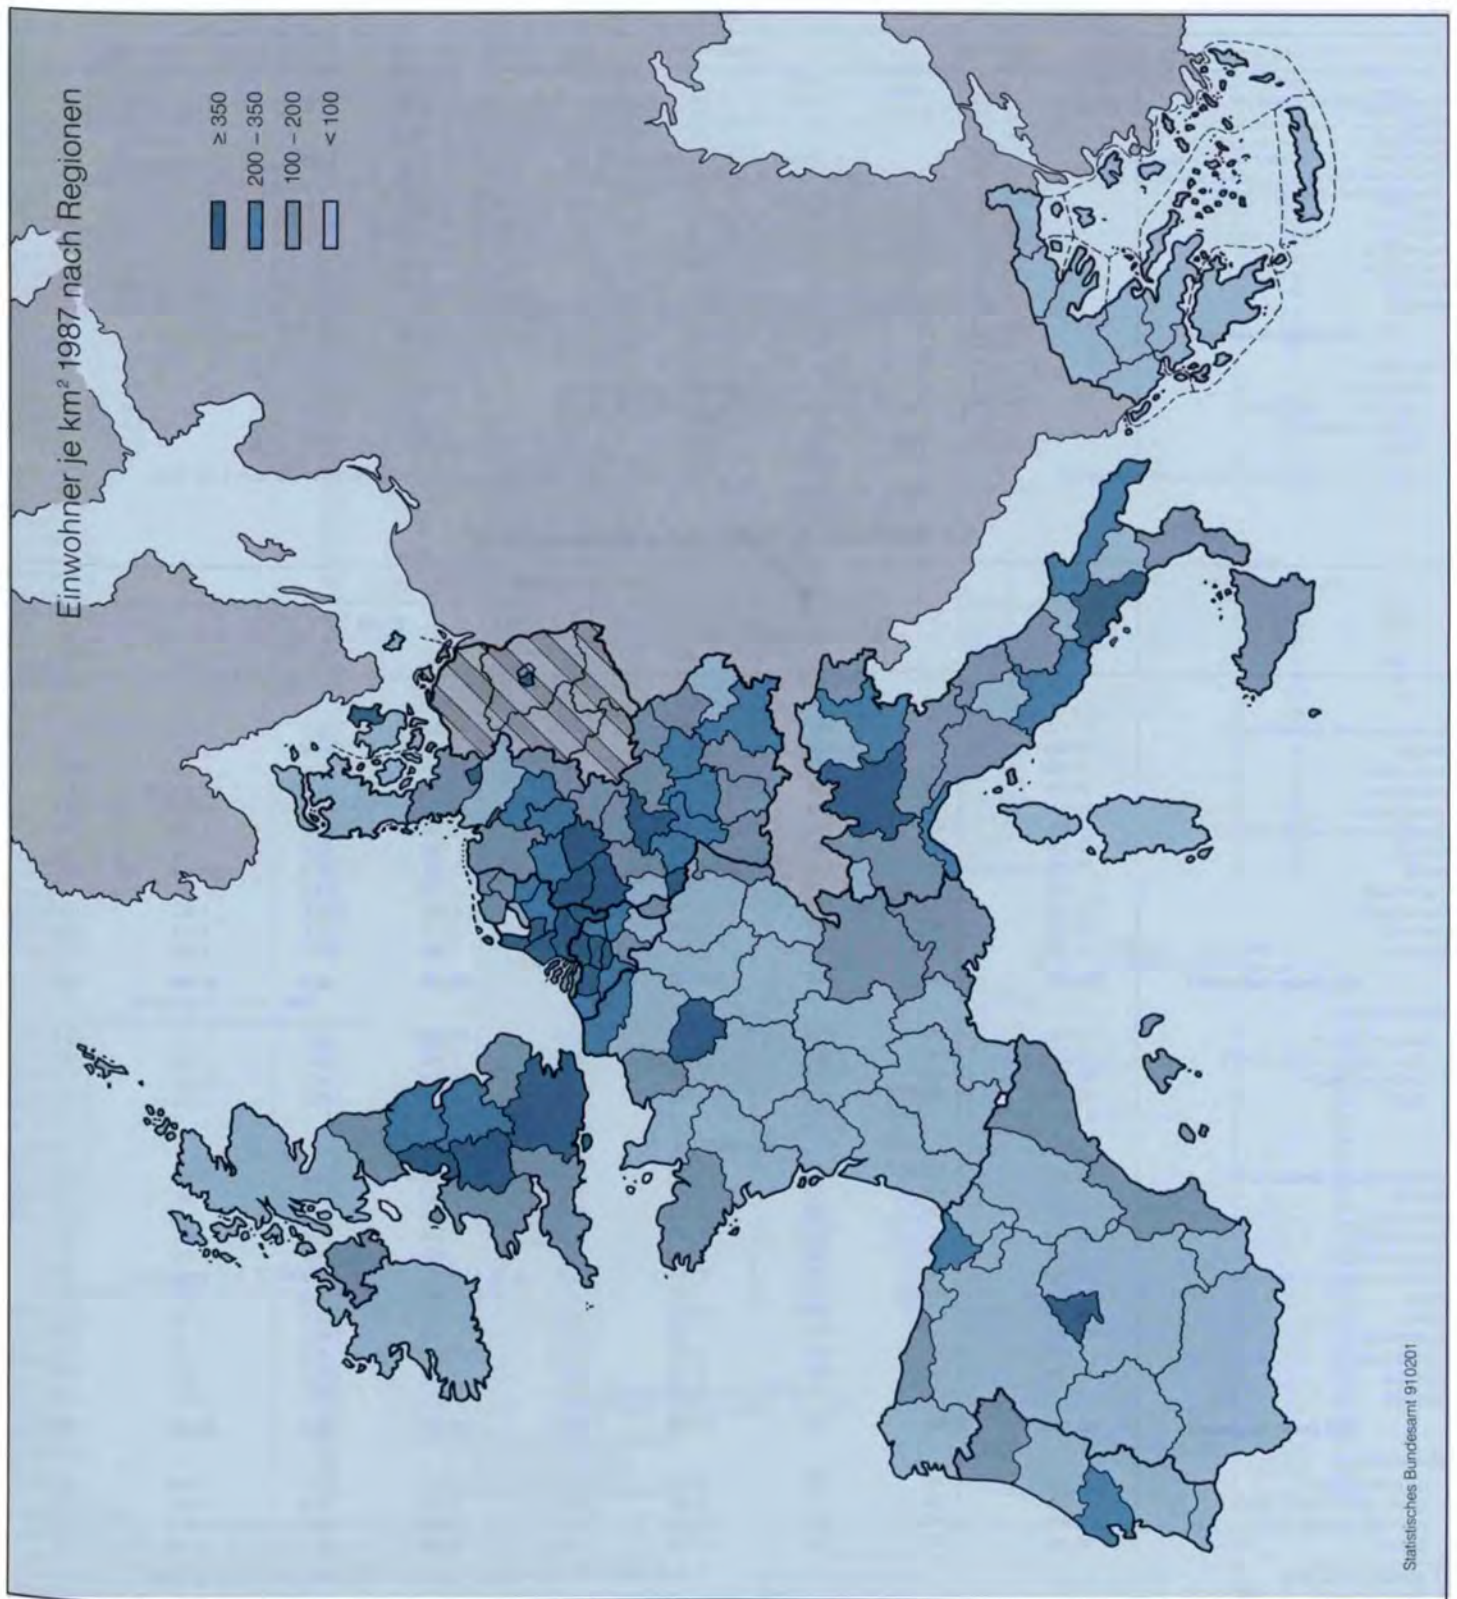 Einwohner je km² 1987 nach Regionen
≥ 350
200 – 350
100 – 200
< 100
Statistisches Bundesamt 910201